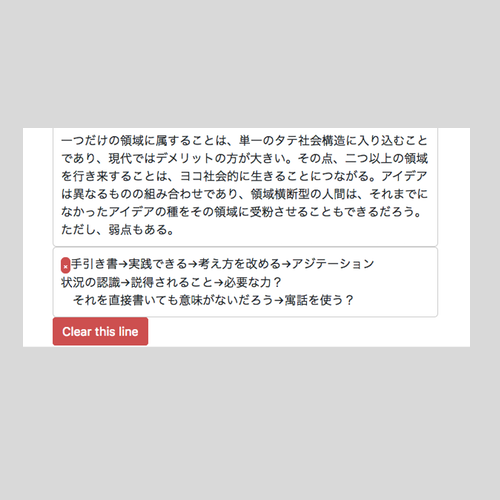 一つだけの領域に属することは、単一のタテ社会構造に入り込むこと
であり、現代ではデメリットの方が大きい。その点、二つ以上の領域
を行き来することは、ヨコ社会的に生きることにつながる。アイデア
は異なるものの組み合わせであり、領域横断型の人間は、それまでに
なかったアイデアの種をその領域に受粉させることもできるだろう。
ただし、弱点もある。
×手引き書→実践できる→考え方を改める→アジテーション
状況の認識→説得されること→必要な力？
　それを直接書いても意味がないだろう→寓話を使う？
Clear this line